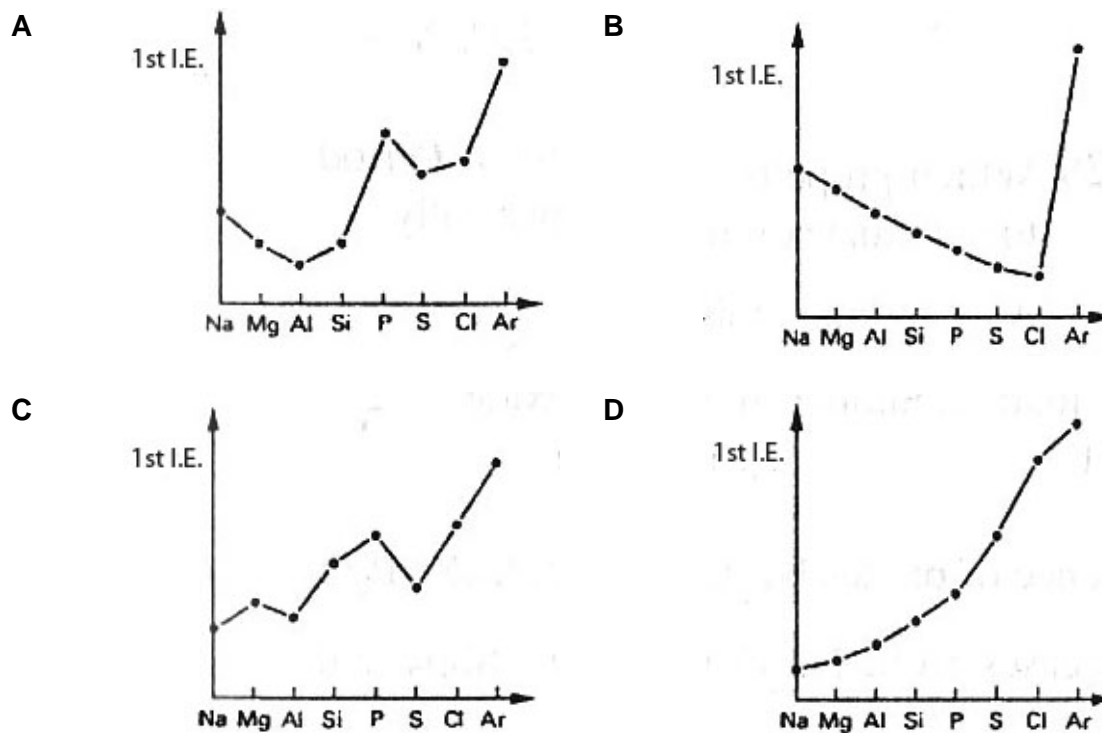 A
1st I.E.
Na Mg Al Si P S Cl Ar
B
1st I.E.
Na Mg Al Si P S Cl Ar
C
1st I.E.
Na Mg Al Si P S Cl Ar
D
1st I.E.
Na Mg Al Si P S Cl Ar